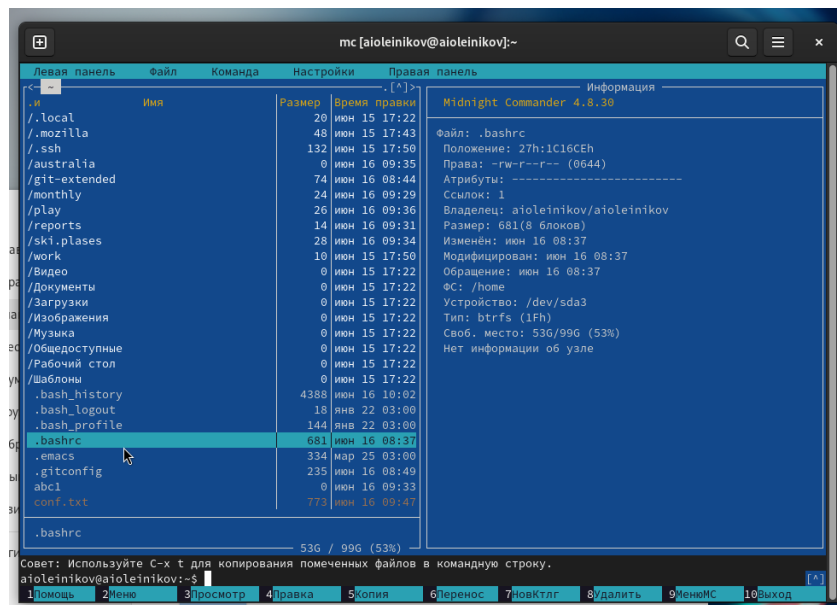 mc [aioleinikov@aioleinikov]:~
Левая панель Файл Команда Настройки Правая панель
<- ~ .[^]>
.и Имя Размер Время правки
/.local 20 июн 15 17:22
/.mozilla 48 июн 15 17:43
/.ssh 132 июн 15 17:50
/australia 0 июн 16 09:35
/git-extended 74 июн 16 08:44
/monthly 24 июн 16 09:29
/play 26 июн 16 09:36
/reports 14 июн 16 09:31
/ski.plases 28 июн 16 09:34
/work 10 июн 15 17:50
/Видео 0 июн 15 17:22
/Документы 0 июн 15 17:22
/Загрузки 0 июн 15 17:22
/Изображения 0 июн 15 17:22
/Музыка 0 июн 15 17:22
/Общедоступные 0 июн 15 17:22
/Рабочий стол 0 июн 15 17:22
/Шаблоны 0 июн 15 17:22
.bash_history 4388 июн 16 10:02
.bash_logout 18 янв 22 03:00
.bash_profile 144 янв 22 03:00
.bashrc 681 июн 16 08:37
.emacs 334 мар 25 03:00
.gitconfig 235 июн 16 08:49
abc1 0 июн 16 09:33
conf.txt 773 июн 16 09:47
.bashrc
53G / 99G (53%)
Информация
Midnight Commander 4.8.30
Файл: .bashrc
Положение: 27h:1C16CEh
Права: -rw-r--r-- (0644)
Атрибуты: -------------------------
Ссылок: 1
Владелец: aioleinikov/aioleinikov
Размер: 681(8 блоков)
Изменён: июн 16 08:37
Модифицирован: июн 16 08:37
Обращение: июн 16 08:37
ФС: /home
Устройство: /dev/sda3
Тип: btrfs (1Fh)
Своб. место: 53G/99G (53%)
Нет информации об узле
Совет: Используйте C-x t для копирования помеченных файлов в командную строку.
aioleinikov@aioleinikov:~$ [^]
1Помощь 2Меню 3Просмотр 4Правка 5Копия 6Перенос 7НовКтлг 8Удалить 9МенюMC 10Выход